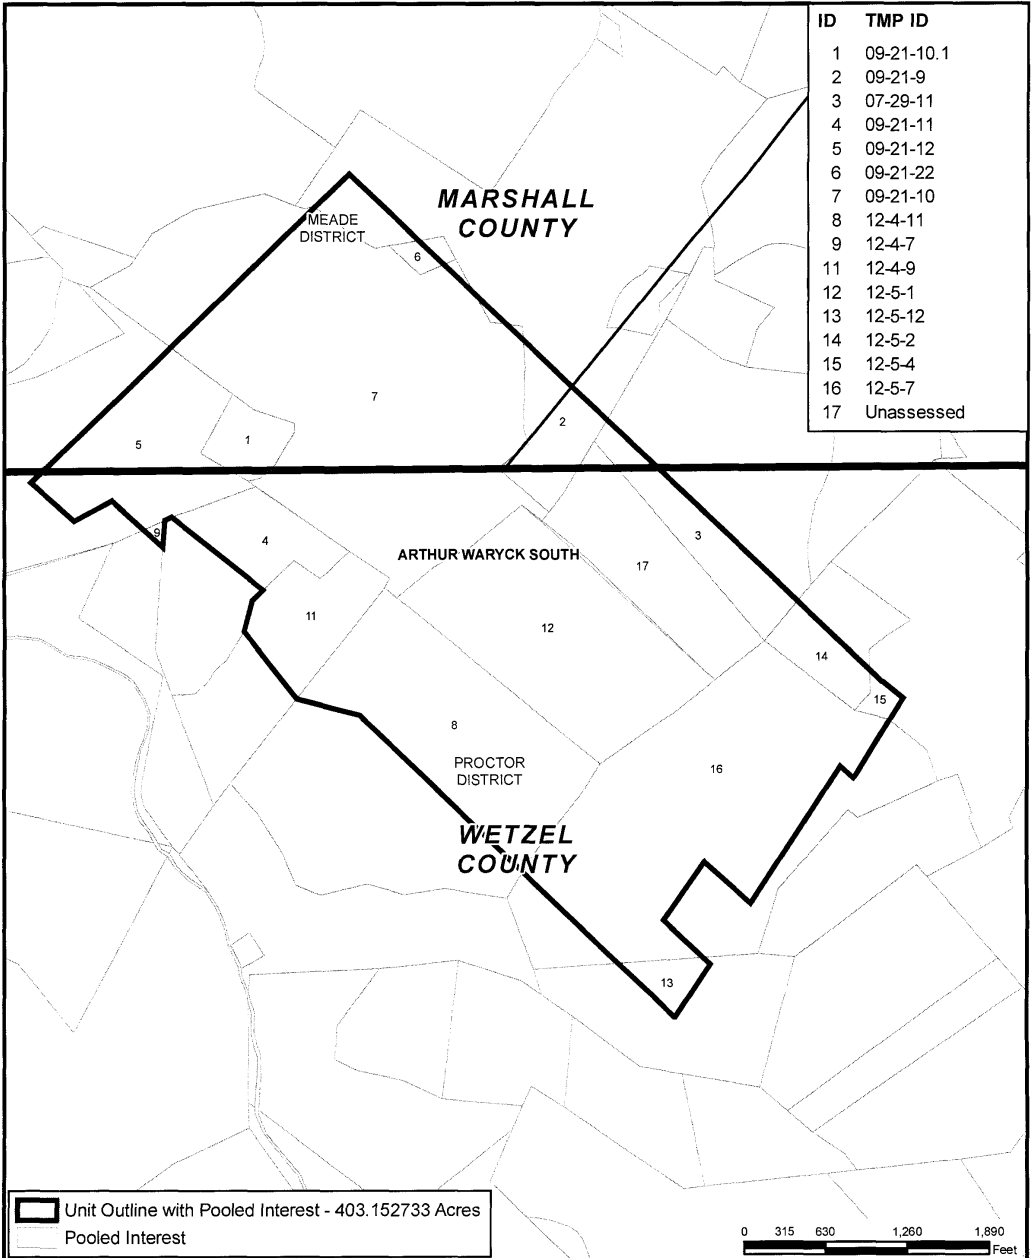 ID TMP ID
1 09-21-10.1
2 09-21-9
3 07-29-11
4 09-21-11
5 09-21-12
6 09-21-22
7 09-21-10
8 12-4-11
9 12-4-7
11 12-4-9
12 12-5-1
13 12-5-12
14 12-5-2
15 12-5-4
16 12-5-7
17 Unassessed
MARSHALL
COUNTY
MEADE
DISTRICT
6
7
2
5
1
9
4
ARTHUR WARYCK SOUTH
3
17
11
12
14
15
8
PROCTOR
DISTRICT
16
WETZEL
COUNTY
13
Unit Outline with Pooled Interest - 403.152733 Acres
Pooled Interest
0 315 630 1,260 1,890
Feet